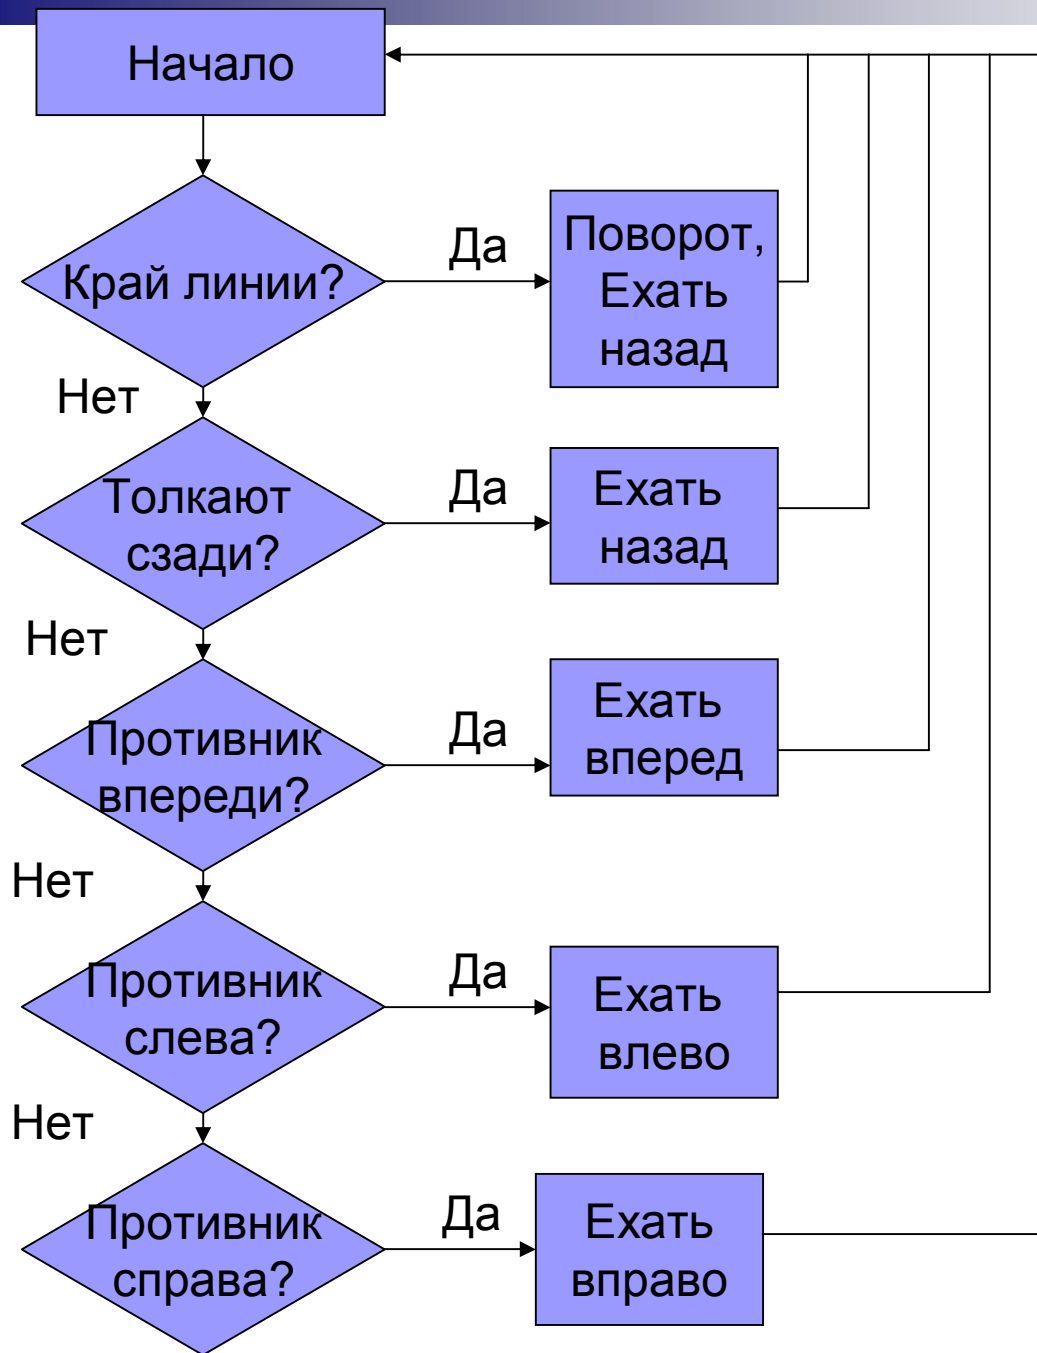 Начало
Край линии?
Да
Поворот,
Ехать
назад
Нет
Толкают
сзади?
Да
Ехать
назад
Нет
Противник
впереди?
Да
Ехать
вперед
Нет
Противник
слева?
Да
Ехать
влево
Нет
Противник
справа?
Да
Ехать
вправо